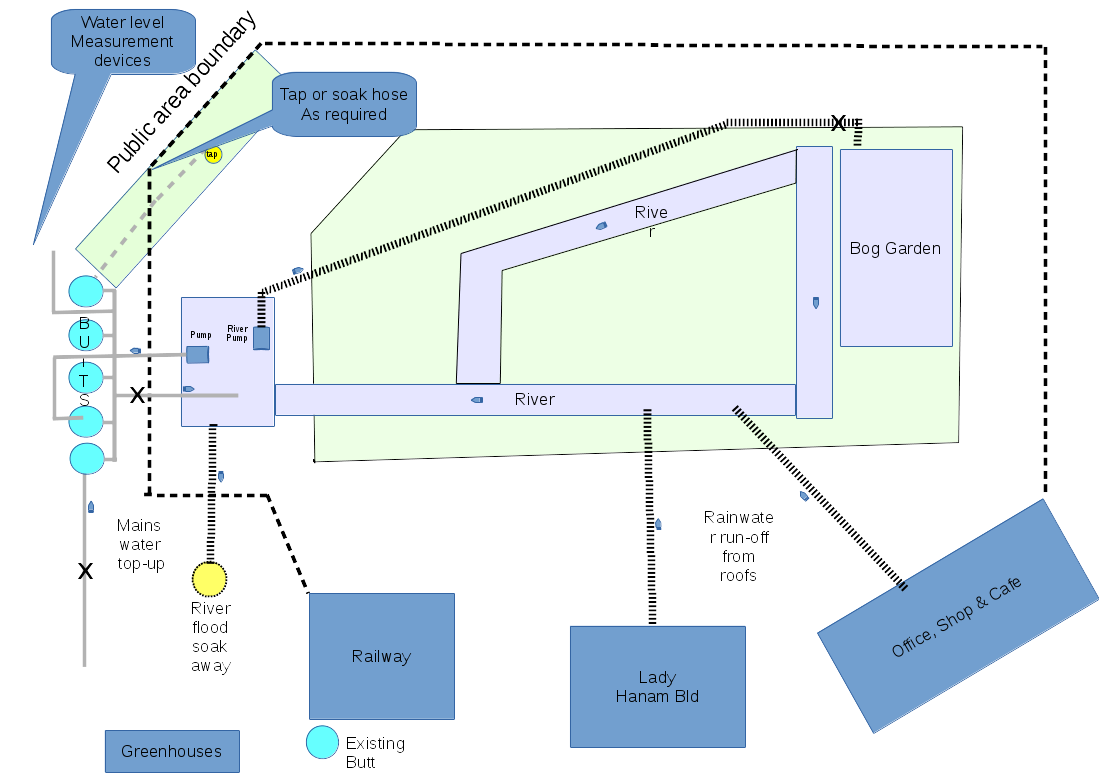 Water level
Measurement
devices
Public area boundary
Tap or soak hose
As required
tap
Rive
r
Bog Garden
B
U
T
T
S
Pump
River
Pump
X
X
River
Mains
water
top-up
X
River
flood
soak
away
Rainwate
r run-off
from
roofs
Railway
Lady
Hanam Bld
Office, Shop & Cafe
Greenhouses
Existing
Butt